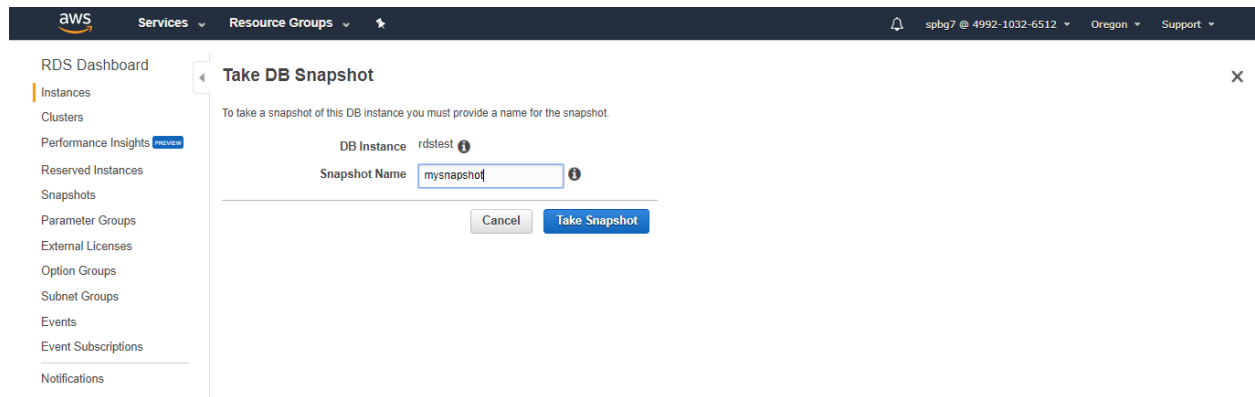 aws Services Resource Groups spbg7 @ 4992-1032-6512 Oregon Support
RDS Dashboard
Instances
Clusters
Performance Insights PREVIEW
Reserved Instances
Snapshots
Parameter Groups
External Licenses
Option Groups
Subnet Groups
Events
Event Subscriptions
Notifications
Take DB Snapshot
To take a snapshot of this DB instance you must provide a name for the snapshot.
DB Instance rdstest
Snapshot Name mysnapshot
Cancel Take Snapshot